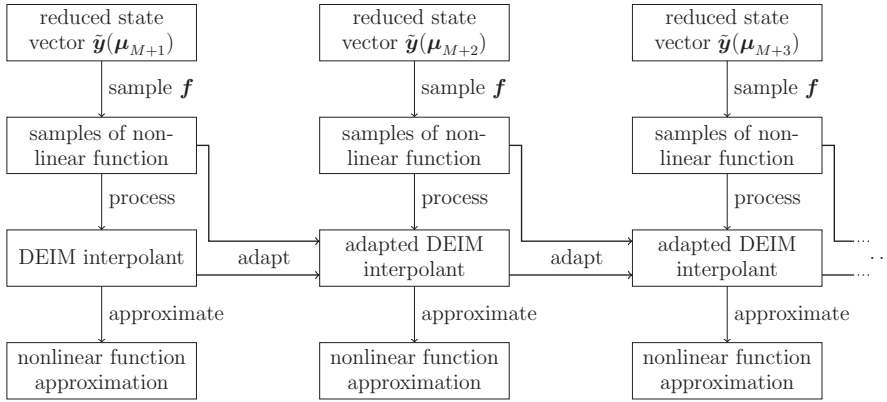 reduced state
vector ỹ(μ_{M+1})
reduced state
vector ỹ(μ_{M+2})
reduced state
vector ỹ(μ_{M+3})
sample f
sample f
sample f
samples of non-
linear function
samples of non-
linear function
samples of non-
linear function
process
process
process
DEIM interpolant
adapt
adapted DEIM
interpolant
adapt
adapted DEIM
interpolant
approximate
approximate
approximate
nonlinear function
approximation
nonlinear function
approximation
nonlinear function
approximation